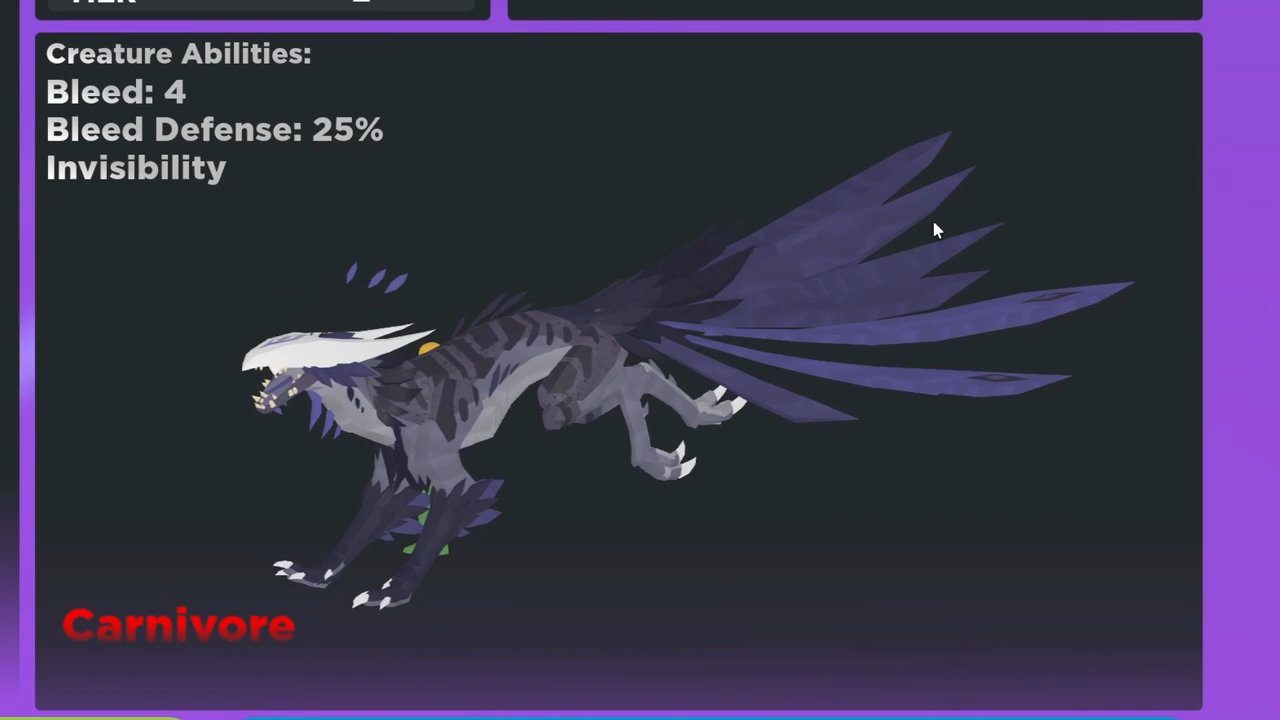 Creature Abilities:
Bleed: 4
Bleed Defense: 25%
Invisibility
Carnivore